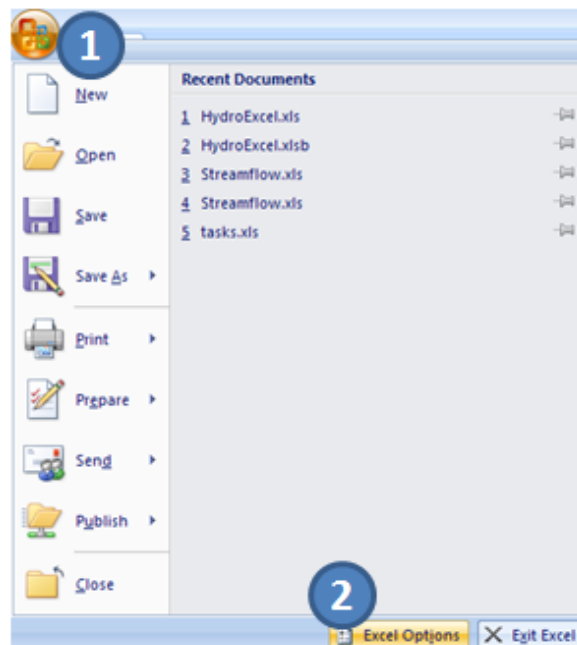 1
New
Open
Save
Save As
Print
Prepare
Send
Publish
Close
Recent Documents
1 HydroExcel.xls
2 HydroExcel.xlsb
3 Streamflow.xls
4 Streamflow.xls
5 tasks.xls
2
Excel Options
Exit Excel